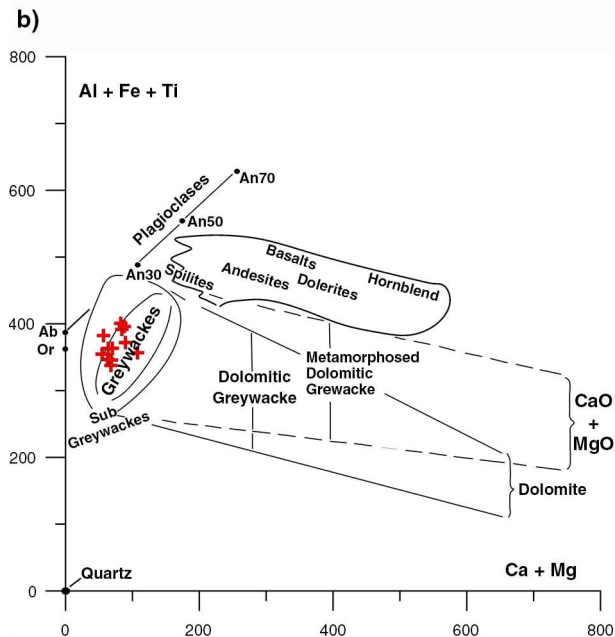 b)
800
Al + Fe + Ti
600
An70
Plagioclases
An50
An30
Spilites
Basalts
Andesites
Dolerites
Hornblend
400
Ab
Or
Greywackes
Sub
Greywackes
Dolomitic
Greywacke
Metamorphosed
Dolomitic
Grewacke
CaO
+
MgO
200
Dolomite
Quartz
Ca + Mg
0
0
200
400
600
800